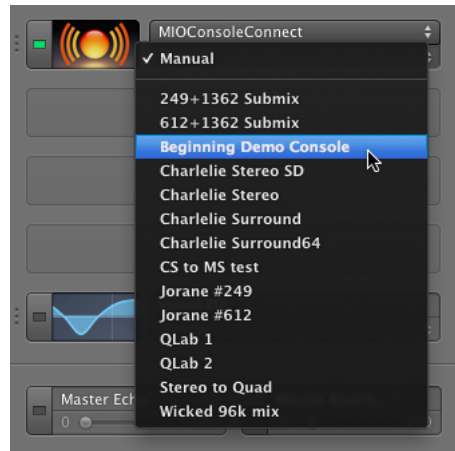 MIOConsoleConnect
✓ Manual
249+1362 Submix
612+1362 Submix
Beginning Demo Console
Charlelie Stereo SD
Charlelie Stereo
Charlelie Surround
Charlelie Surround64
CS to MS test
Jorane #249
Jorane #612
QLab 1
QLab 2
Stereo to Quad
Wicked 96k mix
Master Ech
0